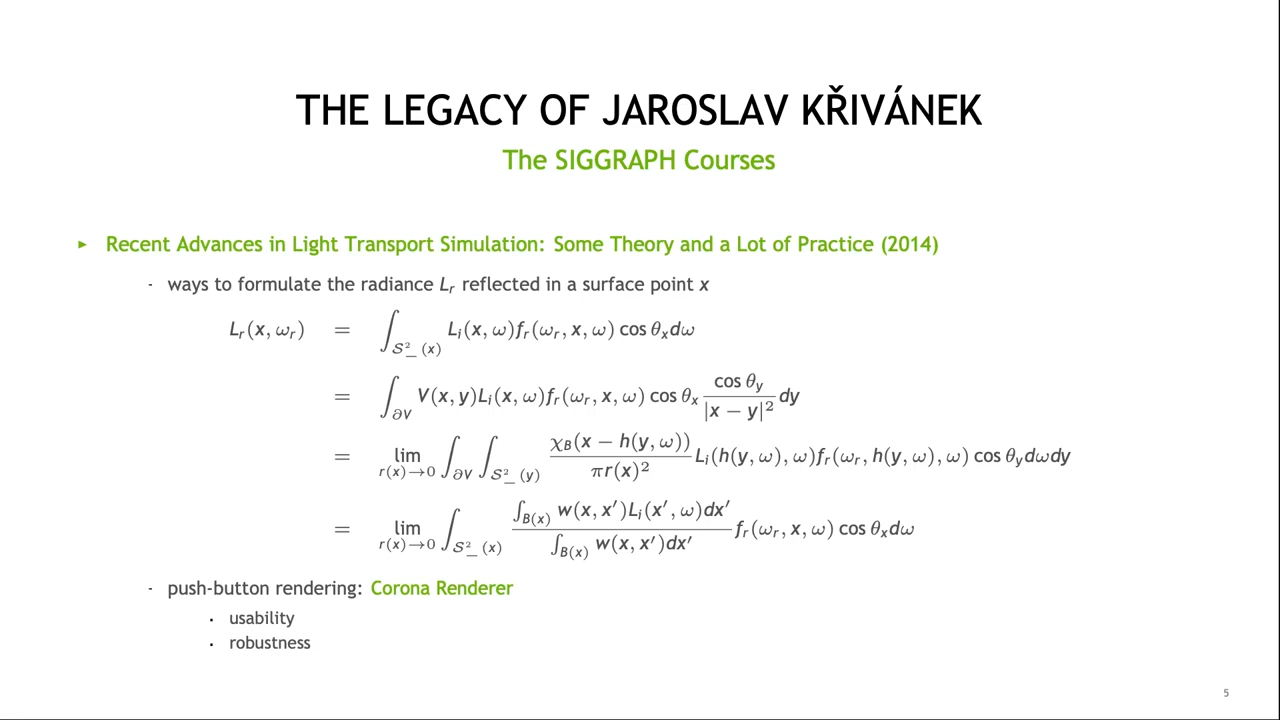 THE LEGACY OF JAROSLAV KŘIVÁNEK
The SIGGRAPH Courses
▸ Recent Advances in Light Transport Simulation: Some Theory and a Lot of Practice (2014)
- ways to formulate the radiance L_r reflected in a surface point x
L_r(x, ω_r) = ∫_{S²_−(x)} L_i(x, ω) f_r(ω_r, x, ω) cos θ_x dω
= ∫_{∂V} V(x, y) L_i(x, ω) f_r(ω_r, x, ω) cos θ_x \frac{cos θ_y}{|x − y|²} dy
= lim_{r(x)→0} ∫_{∂V} ∫_{S²_−(y)} \frac{χ_B(x − h(y, ω))}{πr(x)²} L_i(h(y, ω), ω) f_r(ω_r, h(y, ω), ω) cos θ_y dω dy
= lim_{r(x)→0} ∫_{S²_−(x)} \frac{∫_{B(x)} w(x, x′) L_i(x′, ω) dx′}{∫_{B(x)} w(x, x′) dx′} f_r(ω_r, x, ω) cos θ_x dω
- push-button rendering: Corona Renderer
· usability
· robustness
5